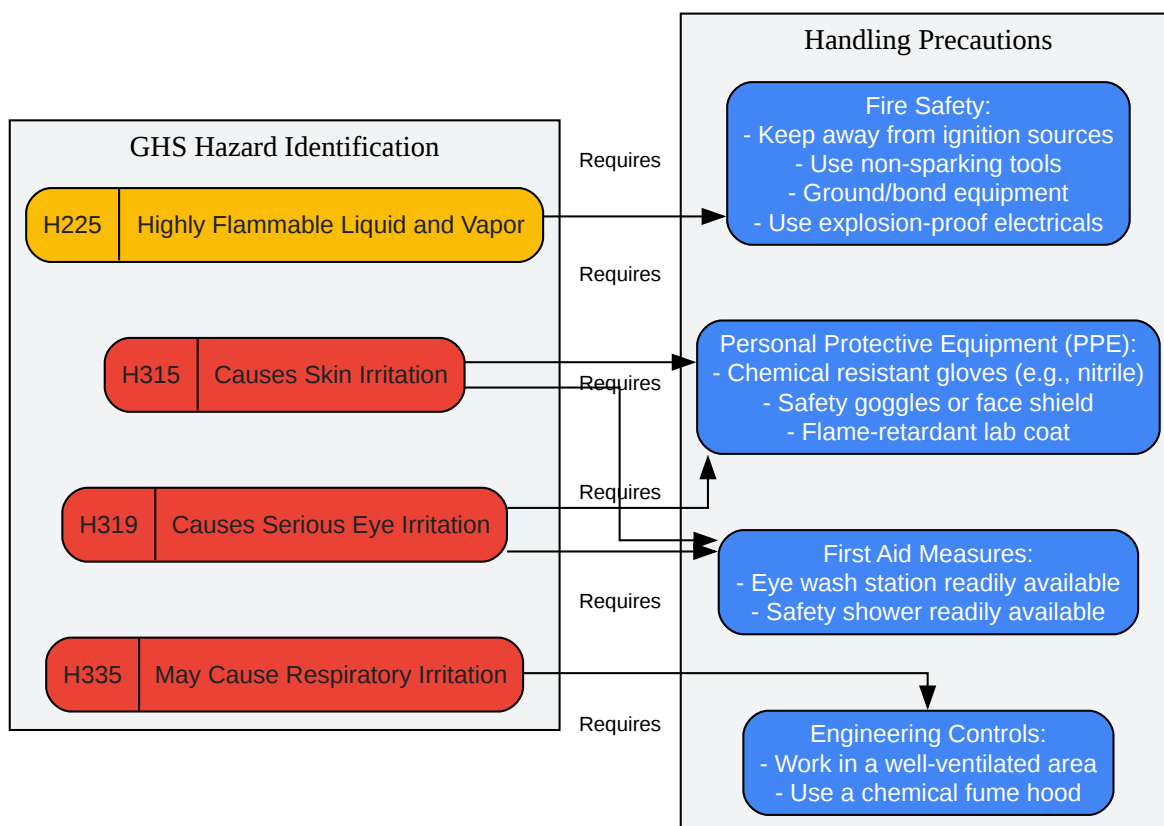 GHS Hazard Identification
H225
Highly Flammable Liquid and Vapor
H315
Causes Skin Irritation
H319
Causes Serious Eye Irritation
H335
May Cause Respiratory Irritation
Requires
Requires
Requires
Requires
Requires
Requires
Handling Precautions
Fire Safety:
- Keep away from ignition sources
- Use non-sparking tools
- Ground/bond equipment
- Use explosion-proof electricals
Personal Protective Equipment (PPE):
- Chemical resistant gloves (e.g., nitrile)
- Safety goggles or face shield
- Flame-retardant lab coat
First Aid Measures:
- Eye wash station readily available
- Safety shower readily available
Engineering Controls:
- Work in a well-ventilated area
- Use a chemical fume hood